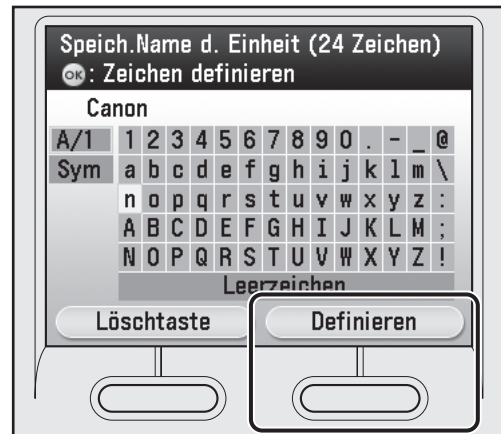 Speich.Name d. Einheit (24 Zeichen)
OK : Zeichen definieren
Canon
A/1 1 2 3 4 5 6 7 8 9 0 . - _ @
Sym a b c d e f g h i j k l m \
n o p q r s t u v w x y z :
A B C D E F G H I J K L M ;
N O P Q R S T U V W X Y Z !
Leerzeichen
Löschtaste Definieren